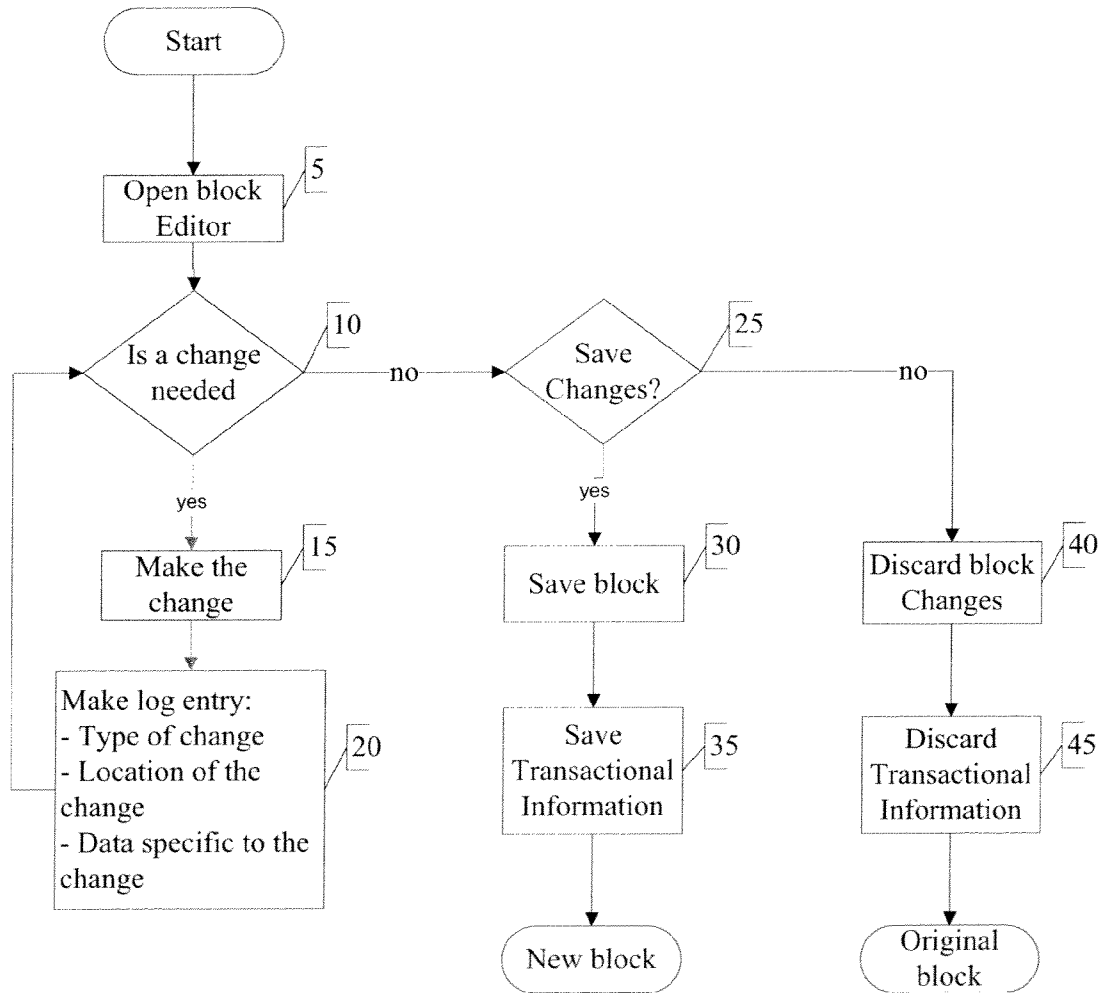 Start
5
Open block
Editor
10
Is a change
needed
no
25
Save
Changes?
no
yes
yes
15
Make the
change
30
Save block
40
Discard block
Changes
Make log entry:
- Type of change
- Location of the
change
- Data specific to the
change
20
Save
Transactional
Information
35
Discard
Transactional
Information
45
New block
Original
block